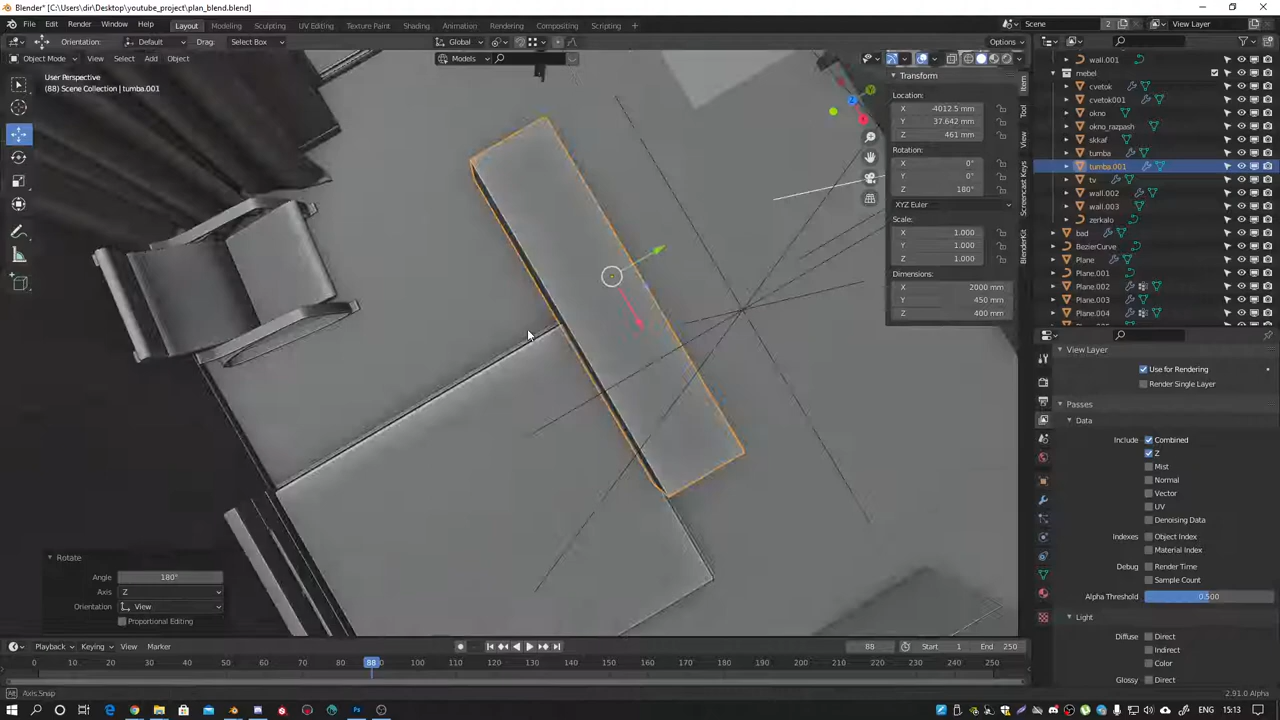 Blender* [C:\Users\dir\Desktop\youtube_project\plan_blend.blend]
File Edit Render Window Help Layout Modeling Sculpting UV Editing Texture Paint Shading Animation Rendering Compositing Scripting + Scene 2 View Layer
Orientation: Default Drag: Select Box Global Options
Object Mode View Select Add Object Models
User Perspective
(88) Scene Collection | tumba.001
Transform
Location:
X -4012.5 mm
Y 37.642 mm
Z 461 mm
Rotation:
X 0°
Y 0°
Z 180°
XYZ Euler
Scale:
X 1.000
Y 1.000
Z 1.000
Dimensions:
X 2000 mm
Y 450 mm
Z 400 mm
Item
Tool
View
Screencast Keys
BlenderKit
wall.001
mebel
cvetok
cvetok001
okno
okno_razpash
skkaf
tumba
tumba.001
tv
wall.002
wall.003
zerkalo
bad
BezierCurve
Plane
Plane.001
Plane.002
Plane.003
Plane.004
View Layer
Use for Rendering
Render Single Layer
Passes
Data
Include Combined
Z
Mist
Normal
Vector
UV
Denoising Data
Indexes Object Index
Material Index
Debug Render Time
Sample Count
Alpha Threshold 0.500
Light
Diffuse Direct
Indirect
Color
Glossy Direct
Rotate
Angle 180°
Axis Z
Orientation View
Proportional Editing
Playback Keying View Marker 88 Start 1 End 250
0 10 20 30 40 50 60 70 80 88 90 100 110 120 130 140 150 160 170 180 190 200 210 220 230 240 250
Axis Snap 2.91.0 Alpha
ENG 15:13